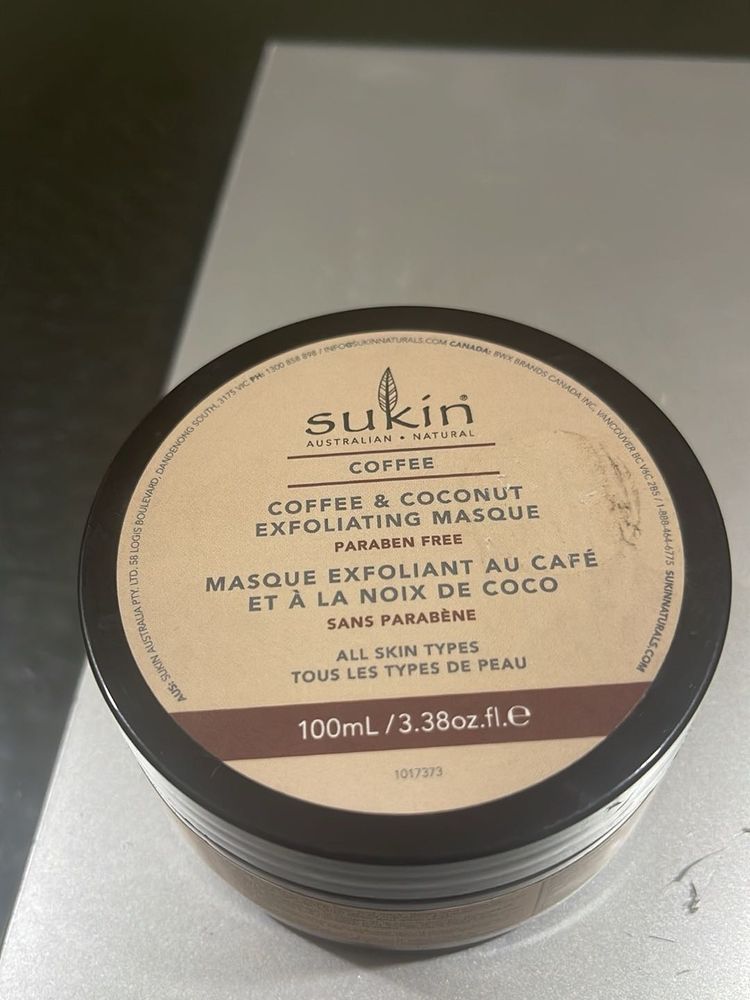 sukin®
AUSTRALIAN • NATURAL
COFFEE
COFFEE & COCONUT
EXFOLIATING MASQUE
PARABEN FREE
MASQUE EXFOLIANT AU CAFÉ
ET À LA NOIX DE COCO
SANS PARABÈNE
ALL SKIN TYPES
TOUS LES TYPES DE PEAU
100mL / 3.38oz.fl.e
1017373
AUS: SUKIN AUSTRALIA PTY. LTD. 58 LOGIS BOULEVARD, DANDENONG SOUTH, 3175 VIC PH: 1300 858 898 / INFO@SUKINNATURALS.COM CANADA: BWX BRANDS CANADA INC, VANCOUVER BC V6C 2B5 / 1-888-464-6775 SUKINNATURALS.COM